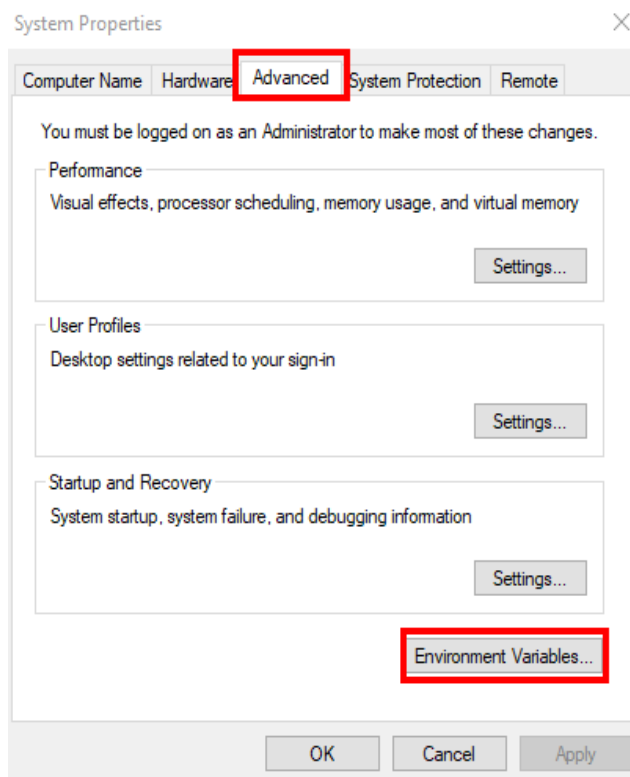 System Properties
Computer Name Hardware Advanced System Protection Remote
You must be logged on as an Administrator to make most of these changes.
Performance
Visual effects, processor scheduling, memory usage, and virtual memory
Settings...
User Profiles
Desktop settings related to your sign-in
Settings...
Startup and Recovery
System startup, system failure, and debugging information
Settings...
Environment Variables...
OK Cancel Apply